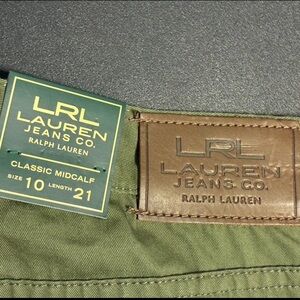 LRL
LAUREN
JEANS CO.
RALPH LAUREN
CLASSIC MIDCALF
SIZE 10 LENGTH 21
LRL
LAUREN
JEANS CO.
RALPH LAUREN